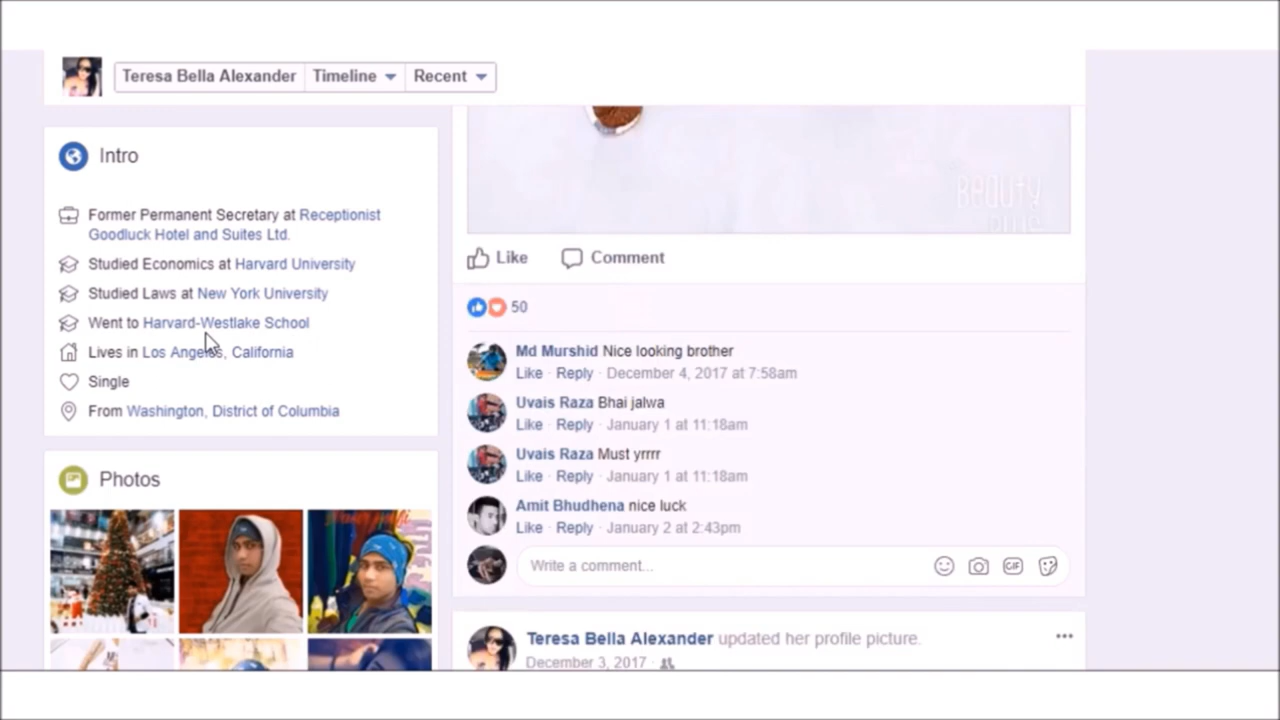 Teresa Bella Alexander Timeline Recent
Intro
Former Permanent Secretary at Receptionist
Goodluck Hotel and Suites Ltd.
Studied Economics at Harvard University
Studied Laws at New York University
Went to Harvard-Westlake School
Lives in Los Angeles, California
Single
From Washington, District of Columbia
Photos
Beauty
Like Comment
50
Md Murshid Nice looking brother
Like · Reply · December 4, 2017 at 7:58am
Uvais Raza Bhai jalwa
Like · Reply · January 1 at 11:18am
Uvais Raza Must yrrrr
Like · Reply · January 1 at 11:18am
Amit Bhudhena nice luck
Like · Reply · January 2 at 2:43pm
Write a comment...
GIF
Teresa Bella Alexander updated her profile picture.
December 3, 2017 ·